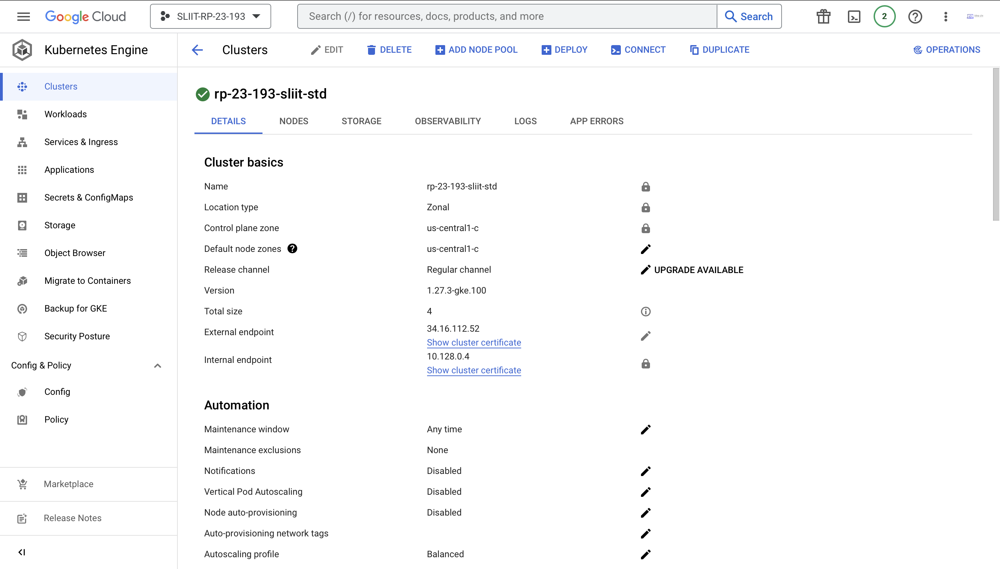 Google Cloud
SLIIT-RP-23-193
Search (/) for resources, docs, products, and more
Search
2
idea zix
Kubernetes Engine
Clusters
EDIT
DELETE
ADD NODE POOL
DEPLOY
CONNECT
DUPLICATE
OPERATIONS
Clusters
Workloads
Services & Ingress
Applications
Secrets & ConfigMaps
Storage
Object Browser
Migrate to Containers
Backup for GKE
Security Posture
Config & Policy
Config
Policy
Marketplace
Release Notes
rp-23-193-sliit-std
DETAILS NODES STORAGE OBSERVABILITY LOGS APP ERRORS
Cluster basics
Name rp-23-193-sliit-std
Location type Zonal
Control plane zone us-central1-c
Default node zones us-central1-c
Release channel Regular channel UPGRADE AVAILABLE
Version 1.27.3-gke.100
Total size 4
External endpoint 34.16.112.52
Show cluster certificate
Internal endpoint 10.128.0.4
Show cluster certificate
Automation
Maintenance window Any time
Maintenance exclusions None
Notifications Disabled
Vertical Pod Autoscaling Disabled
Node auto-provisioning Disabled
Auto-provisioning network tags
Autoscaling profile Balanced